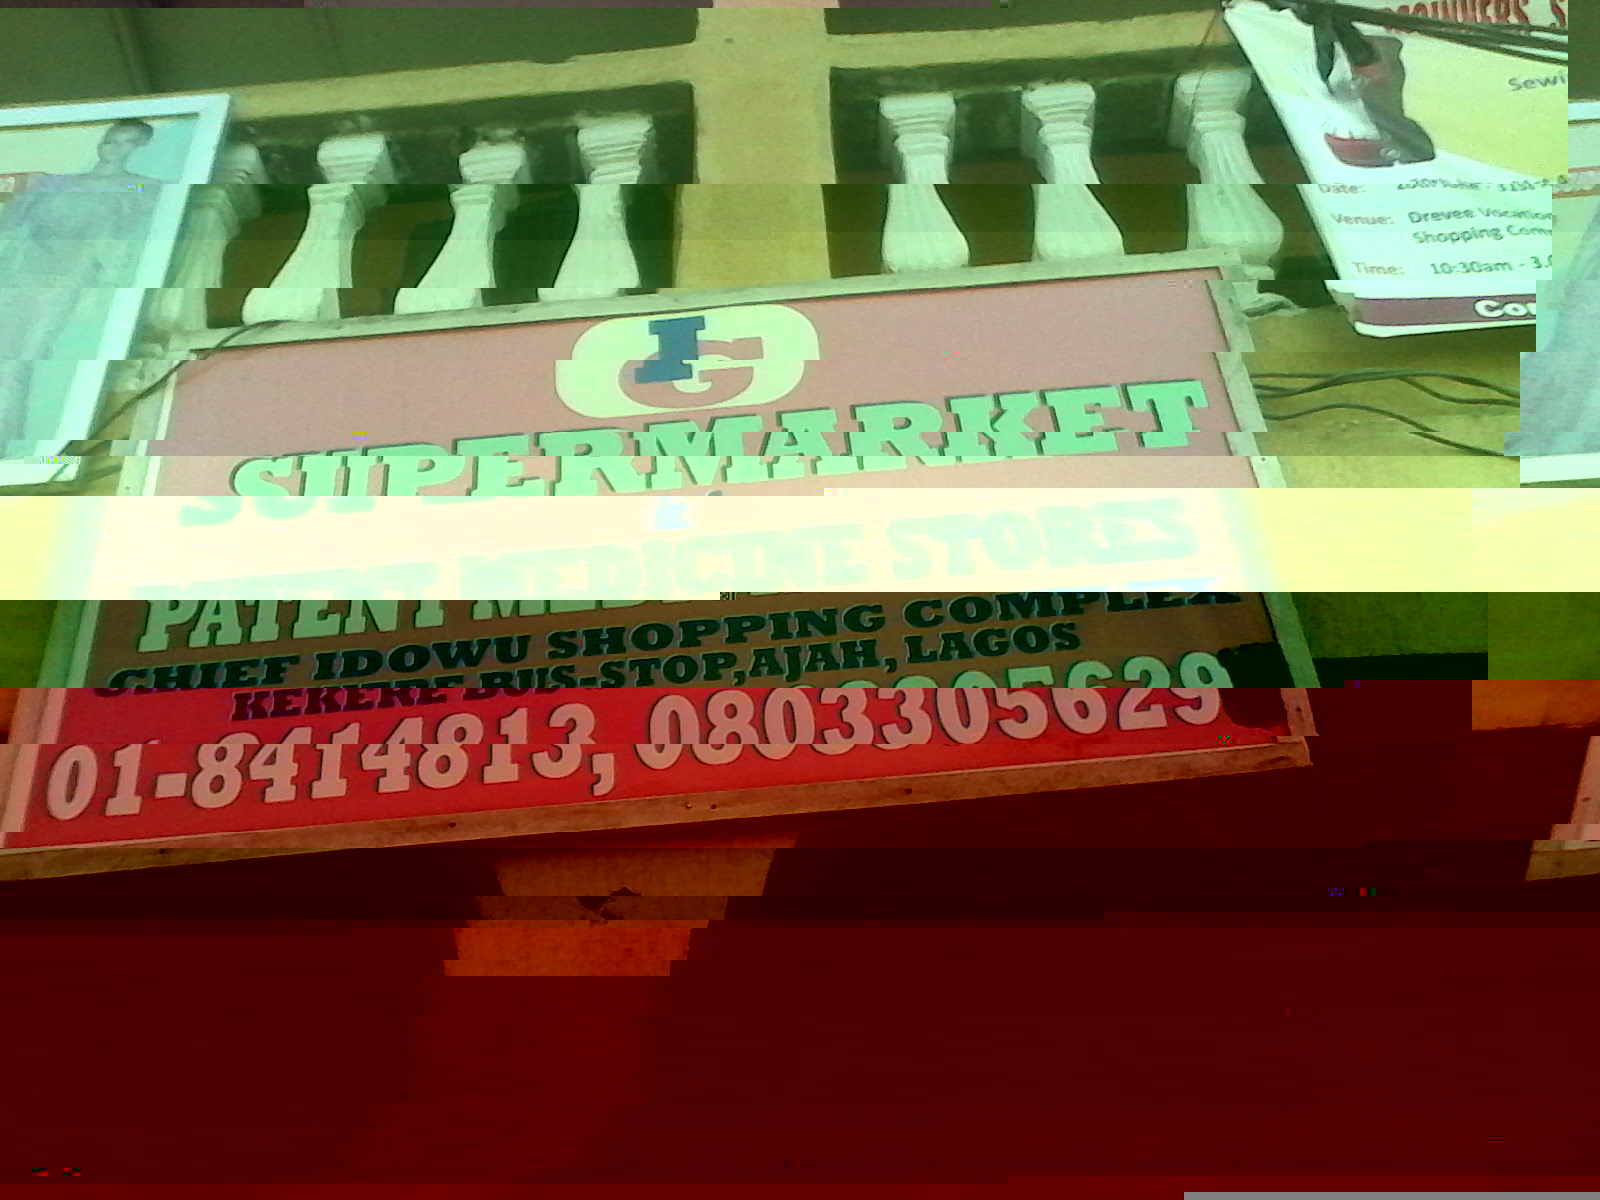 IG
SUPERMARKET
&
PATENT MEDICINE STORES
CHIEF IDOWU SHOPPING COMPLEX
KEKERE BUS-STOP, AJAH, LAGOS
01-8414813, 0803305629
Date:
Venue: Drevee
Shopping
Time: 10:30am -